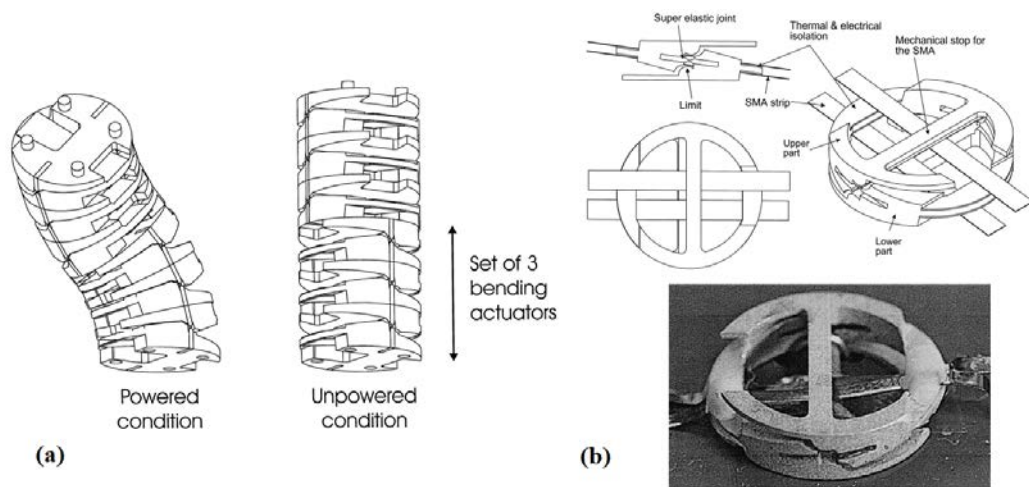 Set of 3
bending
actuators
Powered
condition
Unpowered
condition
(a)
Super elastic joint
Thermal & electrical
isolation
Mechanical stop for
the SMA
Limit
SMA strip
Upper
part
Lower
part
(b)